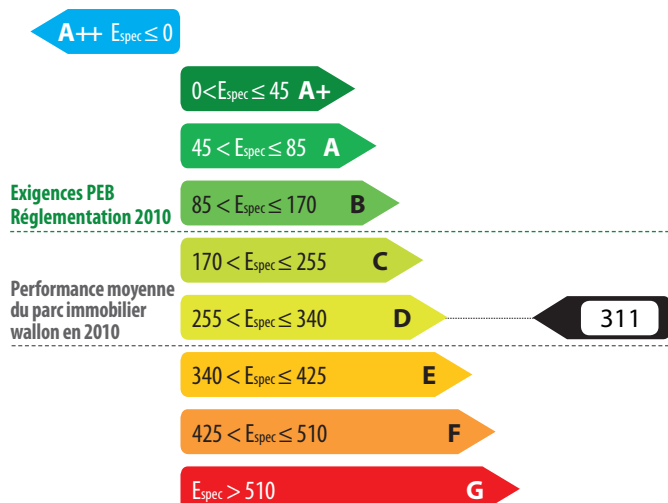 A++ Espec ≤ 0
0<Espec ≤ 45 A+
45 < Espec ≤ 85 A
Exigences PEB
Réglementation 2010
85 < Espec ≤ 170 B
170 < Espec ≤ 255 C
Performance moyenne
du parc immobilier
wallon en 2010
255 < Espec ≤ 340 D
311
340 < Espec ≤ 425 E
425 < Espec ≤ 510 F
Espec > 510 G